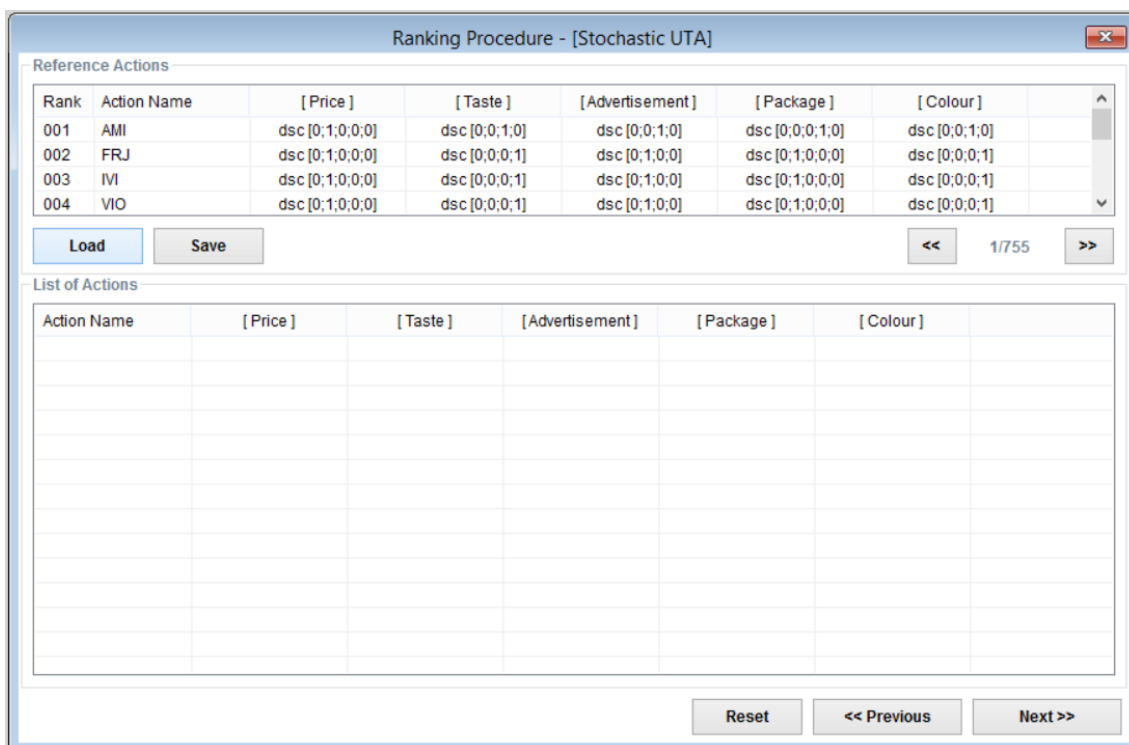 Ranking Procedure - [Stochastic UTA]
Reference Actions
Rank Action Name [ Price ] [ Taste ] [ Advertisement ] [ Package ] [ Colour ]
001 AMI dsc [0;1;0;0;0] dsc [0;0;1;0] dsc [0;0;1;0] dsc [0;0;0;1;0] dsc [0;0;1;0]
002 FRJ dsc [0;1;0;0;0] dsc [0;0;0;1] dsc [0;1;0;0] dsc [0;1;0;0;0] dsc [0;0;0;1]
003 IVI dsc [0;1;0;0;0] dsc [0;0;0;1] dsc [0;1;0;0] dsc [0;1;0;0;0] dsc [0;0;0;1]
004 VIO dsc [0;1;0;0;0] dsc [0;0;0;1] dsc [0;1;0;0] dsc [0;1;0;0;0] dsc [0;0;0;1]
Load Save << 1/755 >>
List of Actions
Action Name [ Price ] [ Taste ] [ Advertisement ] [ Package ] [ Colour ]
Reset << Previous Next >>